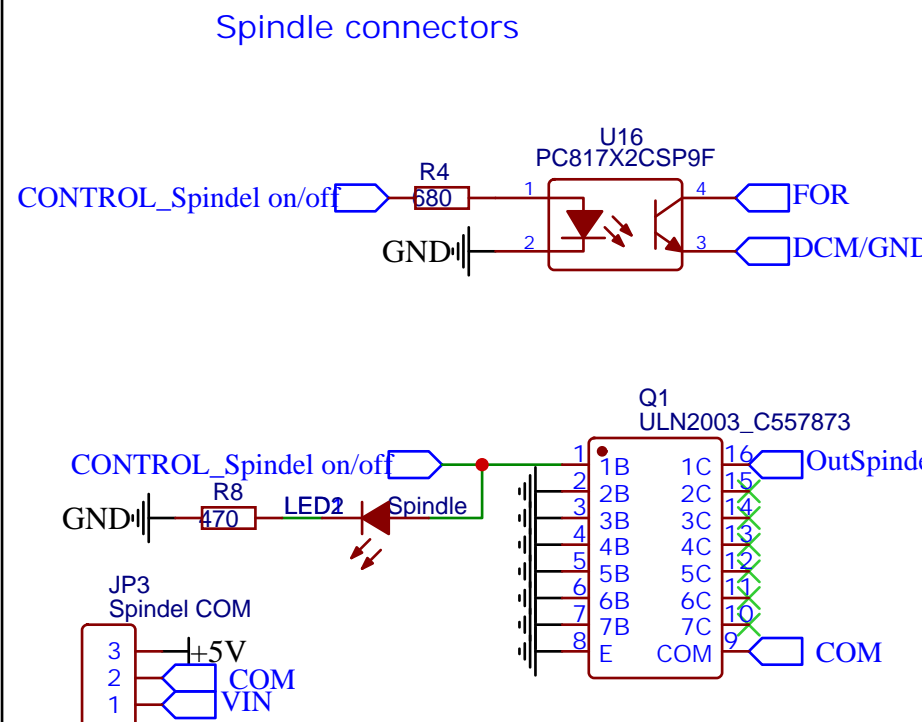 Spindle connectors
U16
PC817X2CSP9F
R4
CONTROL_Spindel on/off
680
1
4
FOR
GND
2
3
DCM/GND
Q1
ULN2003_C557873
CONTROL_Spindel on/off
1 1B 1C 16 OutSpinde
R8
LED1 Spindle
2 2B 2C 15
GND 470
3 3B 3C 14
4 4B 4C 13
5 5B 5C 12
6 6B 6C 11
7 7B 7C 10
8 E COM 9 COM
JP3
Spindel COM
3 +5V
2 COM
1 VIN